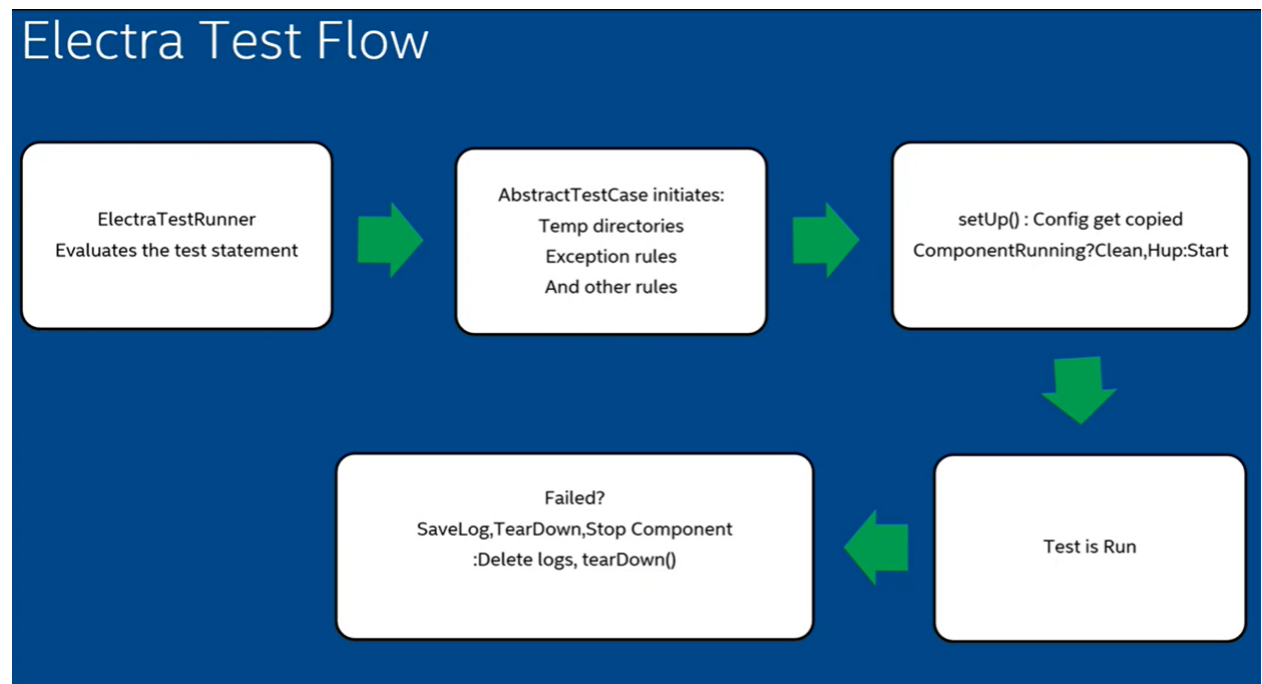 Electra Test Flow
ElectraTestRunner
Evaluates the test statement
AbstractTestCase initiates:
Temp directories
Exception rules
And other rules
setUp() : Config get copied
ComponentRunning?Clean,Hup:Start
Test is Run
Failed?
SaveLog,TearDown,Stop Component
:Delete logs, tearDown()